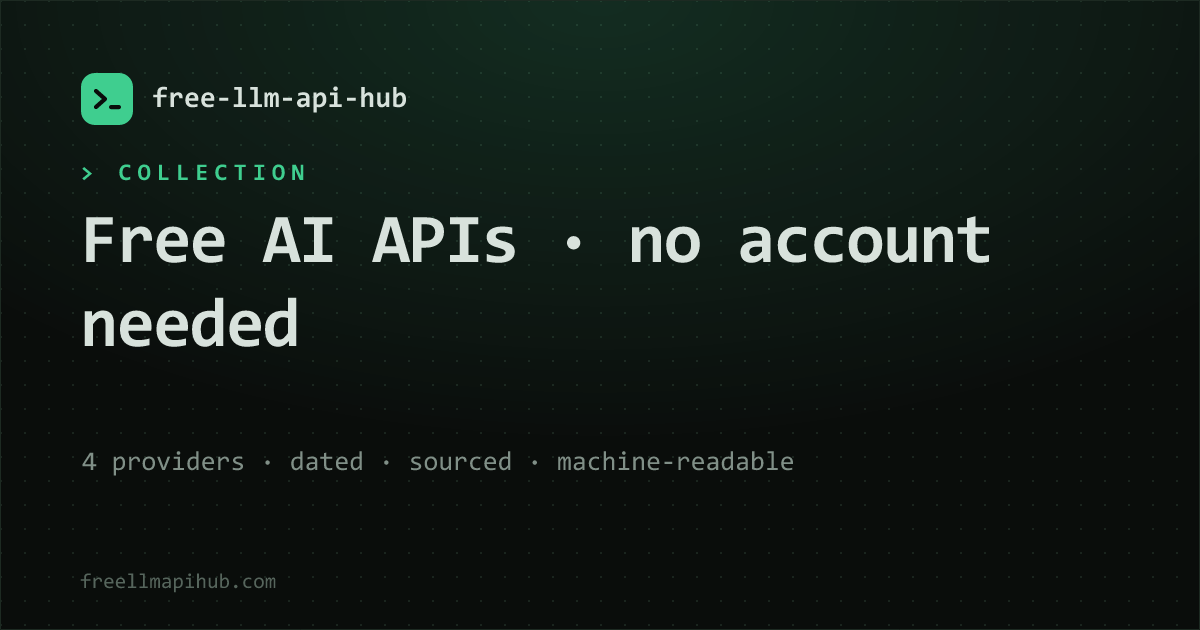 free-llm-api-hub
> COLLECTION
Free AI APIs · no account
needed
4 providers · dated · sourced · machine-readable
freellmapihub.com